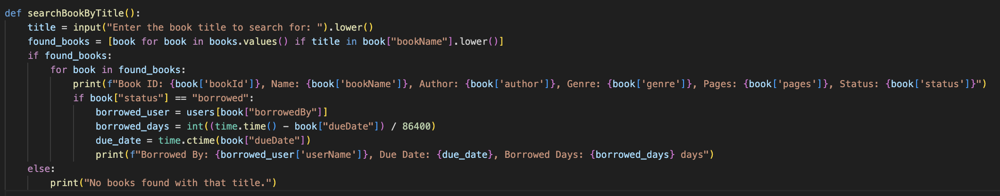 def searchBookByTitle():
    title = input("Enter the book title to search for: ").lower()
    found_books = [book for book in books.values() if title in book["bookName"].lower()]
    if found_books:
        for book in found_books:
            print(f"Book ID: {book['bookId']}, Name: {book['bookName']}, Author: {book['author']}, Genre: {book['genre']}, Pages: {book['pages']}, Status: {book['status']}")
            if book["status"] == "borrowed":
                borrowed_user = users[book["borrowedBy"]]
                borrowed_days = int((time.time() - book["dueDate"]) / 86400)
                due_date = time.ctime(book["dueDate"])
                print(f"Borrowed By: {borrowed_user['userName']}, Due Date: {due_date}, Borrowed Days: {borrowed_days} days")
    else:
        print("No books found with that title.")